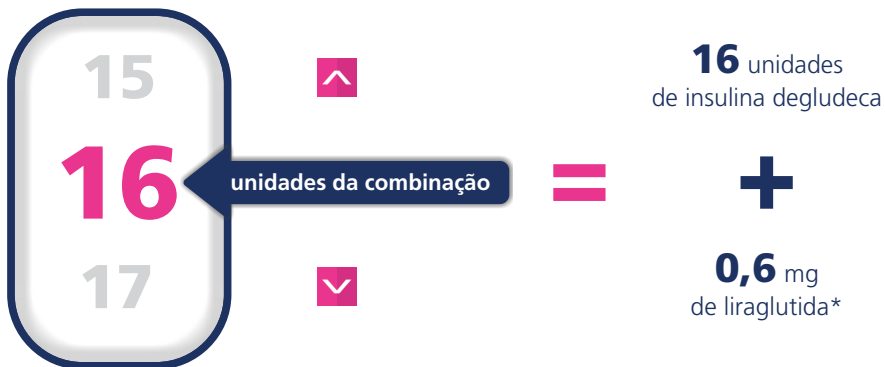 15
16
17
unidades da combinação
=
16 unidades
de insulina degludeca
+
0,6 mg
de liraglutida*